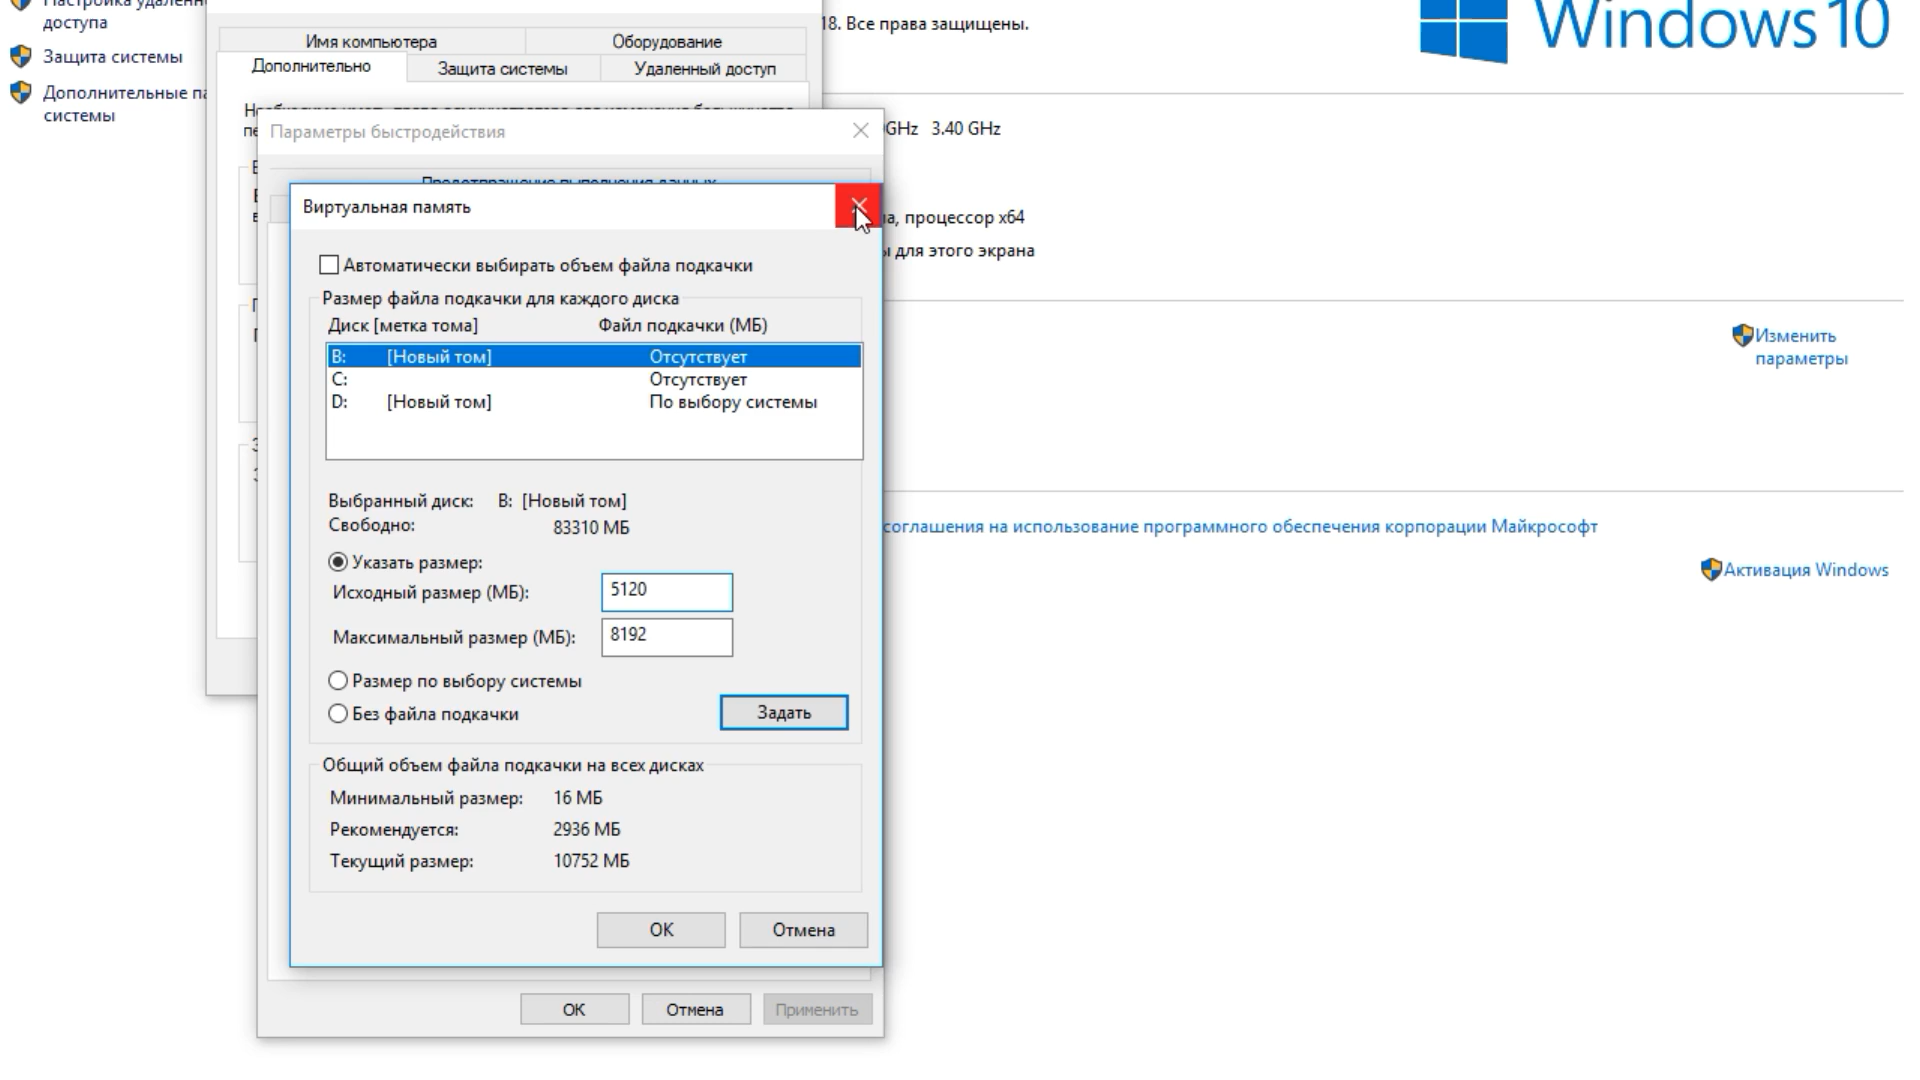 доступа
Защита системы
Дополнительные
системы
Имя компьютера
Оборудование
Дополнительно
Защита системы
Удаленный доступ
18. Все права защищены.
Windows 10
Параметры быстродействия
GHz 3.40 GHz
Виртуальная память
процессор x64
для этого экрана
Автоматически выбирать объем файла подкачки
Размер файла подкачки для каждого диска
Диск [метка тома] Файл подкачки (МБ)
B: [Новый том] Отсутствует
C: Отсутствует
D: [Новый том] По выбору системы
Изменить
параметры
Выбранный диск: B: [Новый том]
Свободно: 83310 МБ
соглашения на использование программного обеспечения корпорации Майкрософт
Активация Windows
Указать размер:
Исходный размер (МБ): 5120
Максимальный размер (МБ): 8192
Размер по выбору системы
Без файла подкачки
Задать
Общий объем файла подкачки на всех дисках
Минимальный размер: 16 МБ
Рекомендуется: 2936 МБ
Текущий размер: 10752 МБ
ОК Отмена
ОК Отмена Применить